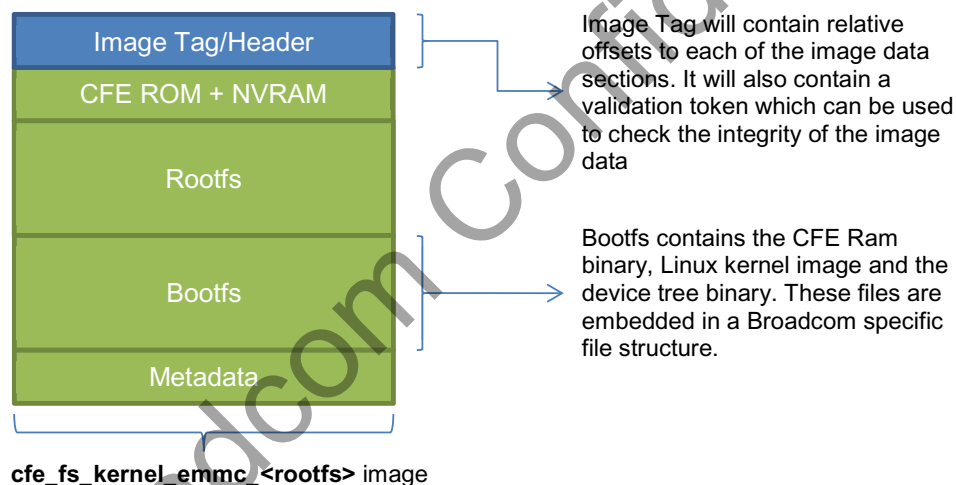 Image Tag/Header
CFE ROM + NVRAM
Rootfs
Bootfs
Metadata
Image Tag will contain relative
offsets to each of the image data
sections. It will also contain a
validation token which can be used
to check the integrity of the image
data
Bootfs contains the CFE Ram
binary, Linux kernel image and the
device tree binary. These files are
embedded in a Broadcom specific
file structure.
cfe_fs_kernel_emmc_<rootfs> image